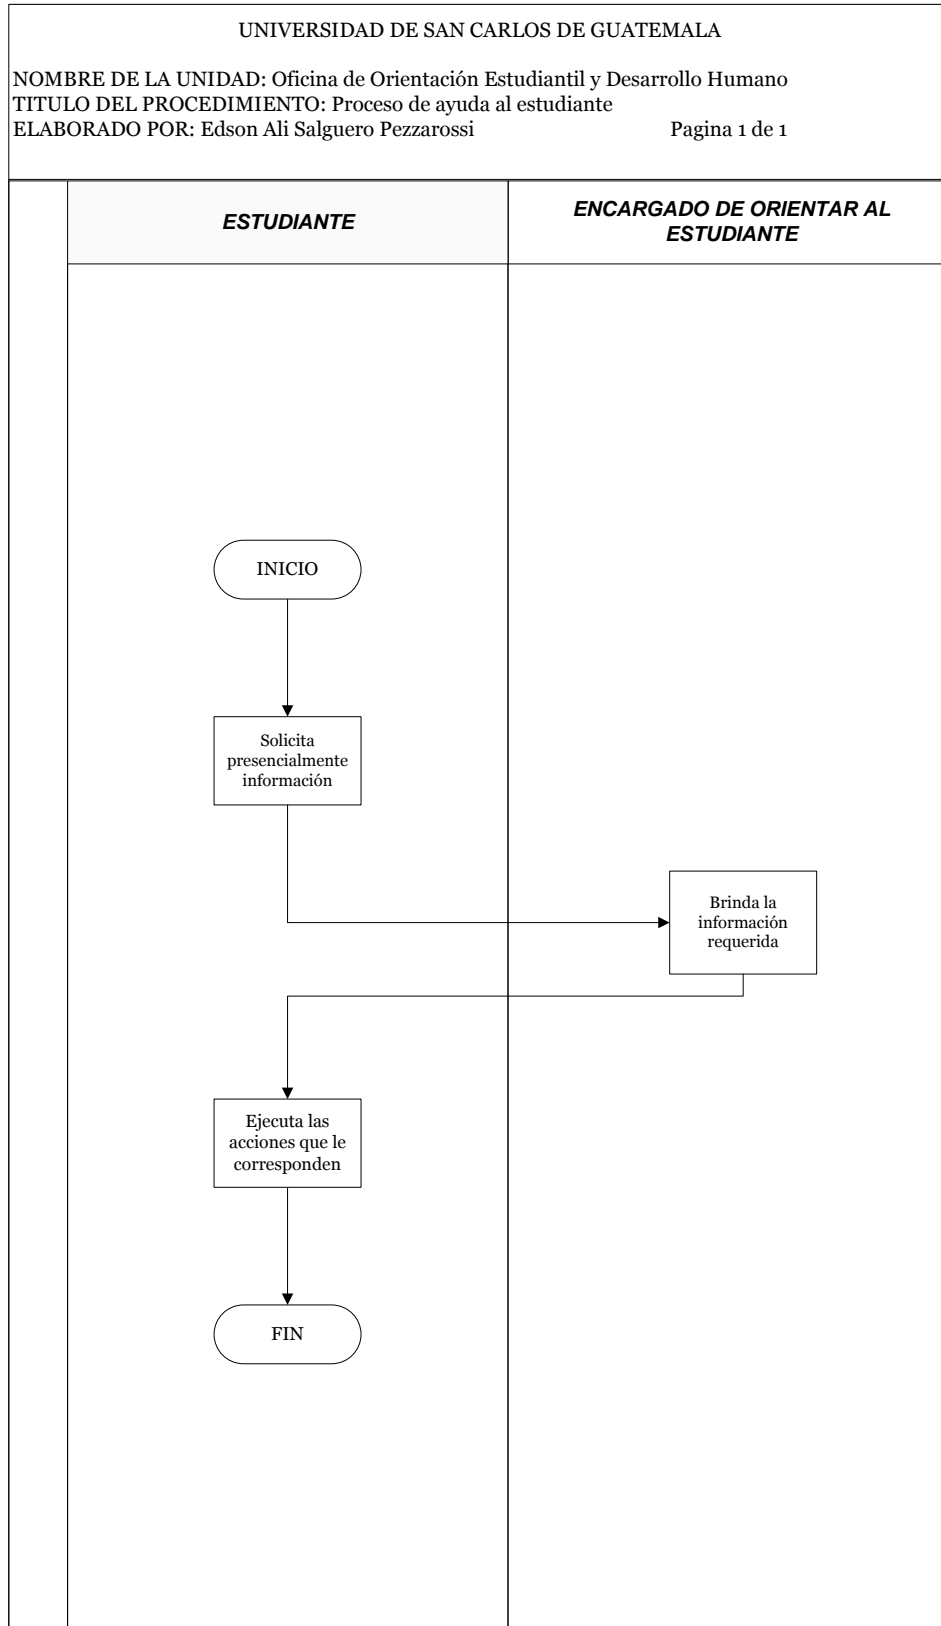 UNIVERSIDAD DE SAN CARLOS DE GUATEMALA
NOMBRE DE LA UNIDAD: Oficina de Orientación Estudiantil y Desarrollo Humano
TITULO DEL PROCEDIMIENTO: Proceso de ayuda al estudiante
ELABORADO POR: Edson Ali Salguero Pezzarossi Pagina 1 de 1
ESTUDIANTE
ENCARGADO DE ORIENTAR AL
ESTUDIANTE
INICIO
Solicita
presencialmente
información
Brinda la
información
requerida
Ejecuta las
acciones que le
corresponden
FIN